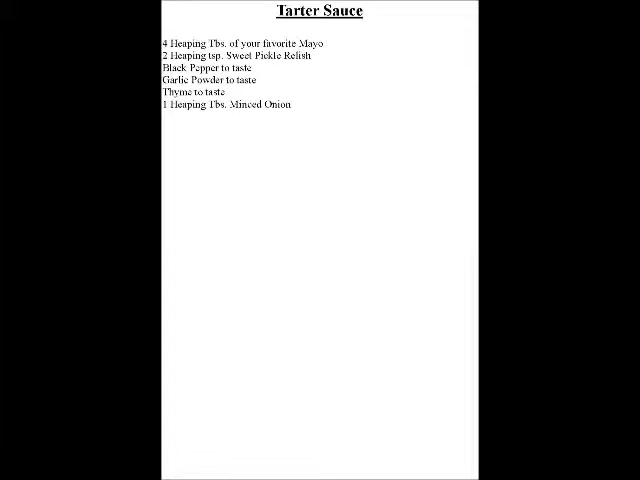 Tarter Sauce
4 Heaping Tbs. of your favorite Mayo
2 Heaping tsp. Sweet Pickle Relish
Black Pepper to taste
Garlic Powder to taste
Thyme to taste
1 Heaping Tbs. Minced Onion